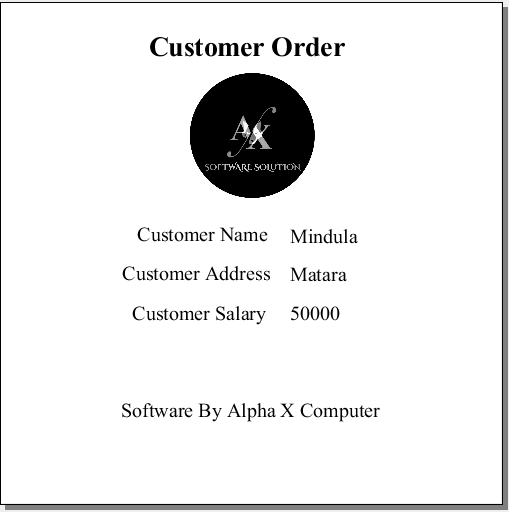 Customer Order
AX
SOFTWARE SOLUTION
Customer Name Mindula
Customer Address Matara
Customer Salary 50000
Software By Alpha X Computer